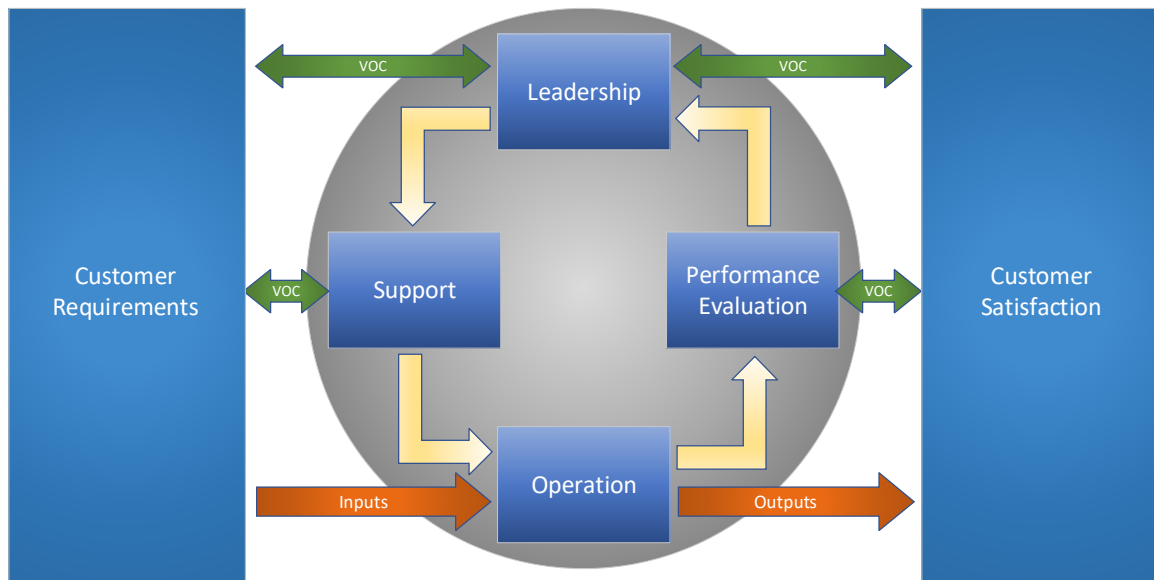 VOC
VOC
Leadership
Customer
Requirements
VOC
Support
Performance
Evaluation
VOC
Customer
Satisfaction
Inputs
Operation
Outputs